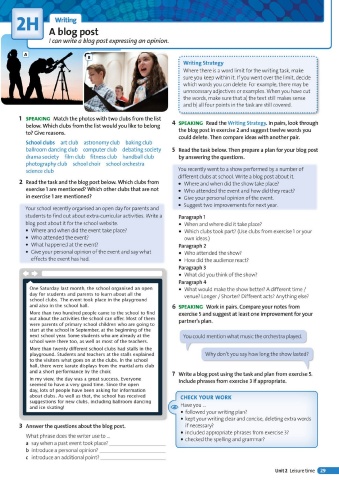 2H
Writing
A blog post
I can write a blog post expressing an opinion.
A
B
1 SPEAKING Match the photos with two clubs from the list
below. Which clubs from the list would you like to belong
to? Give reasons.
School clubs art club astronomy club baking club
ballroom dancing club computer club debating society
drama society film club fitness club handball club
photography club school choir school orchestra
science club
2 Read the task and the blog post below. Which clubs from
exercise 1 are mentioned? Which other clubs that are not
in exercise 1 are mentioned?
Your school recently organised an open day for parents and
students to find out about extra-curricular activities. Write a
blog post about it for the school website.
• Where and when did the event take place?
• Who attended the event?
• What happened at the event?
• Give your personal opinion of the event and say what
effects the event has had.
One Saturday last month, the school organised an open
day for students and parents to learn about all the
school clubs. The event took place in the playground
and also in the school hall.
More than two hundred people came to the school to find
out about the activities the school can offer. Most of them
were parents of primary school children who are going to
start at the school in September, at the beginning of the
next school year. Some students who are already at the
school were there too, as well as most of the teachers.
More than twenty different school clubs had stalls in the
playground. Students and teachers at the stalls explained
to the visitors what goes on at the clubs. In the school
hall, there were karate displays from the martial arts club
and a short performance by the choir.
In my view, the day was a great success. Everyone
seemed to have a very good time. Since the open
day, lots of people have been asking for information
about clubs. As well as that, the school has received
suggestions for new clubs, including ballroom dancing
and ice skating!
3 Answer the questions about the blog post.
What phrase does the writer use to …
a say when a past event took place?
b introduce a personal opinion?
c introduce an additional point?
Writing Strategy
Where there is a word limit for the writing task, make
sure you keep within it. If you went over the limit, decide
which words you can delete. For example, there may be
unnecessary adjectives or examples. When you have cut
the words, make sure that a) the text still makes sense
and b) all four points in the task are still covered.
4 SPEAKING Read the Writing Strategy. In pairs, look through
the blog post in exercise 2 and suggest twelve words you
could delete. Then compare ideas with another pair.
5 Read the task below. Then prepare a plan for your blog post
by answering the questions.
You recently went to a show performed by a number of
different clubs at school. Write a blog post about it.
• Where and when did the show take place?
• Who attended the event and how did they react?
• Give your personal opinion of the event.
• Suggest two improvements for next year.
Paragraph 1
• When and where did it take place?
• Which clubs took part? (Use clubs from exercise 1 or your
own ideas.)
Paragraph 2
• Who attended the show?
• How did the audience react?
Paragraph 3
• What did you think of the show?
Paragraph 4
• What would make the show better? A different time /
venue? Longer / Shorter? Different acts? Anything else?
6 SPEAKING Work in pairs. Compare your notes from
exercise 5 and suggest at least one improvement for your
partner's plan.
You could mention what music the orchestra played.
Why don't you say how long the show lasted?
7 Write a blog post using the task and plan from exercise 5.
Include phrases from exercise 3 if appropriate.
CHECK YOUR WORK
Have you …
• followed your writing plan?
• kept your writing clear and concise, deleting extra words
if necessary?
• included appropriate phrases from exercise 3?
• checked the spelling and grammar?
Unit 2 Leisure time 29